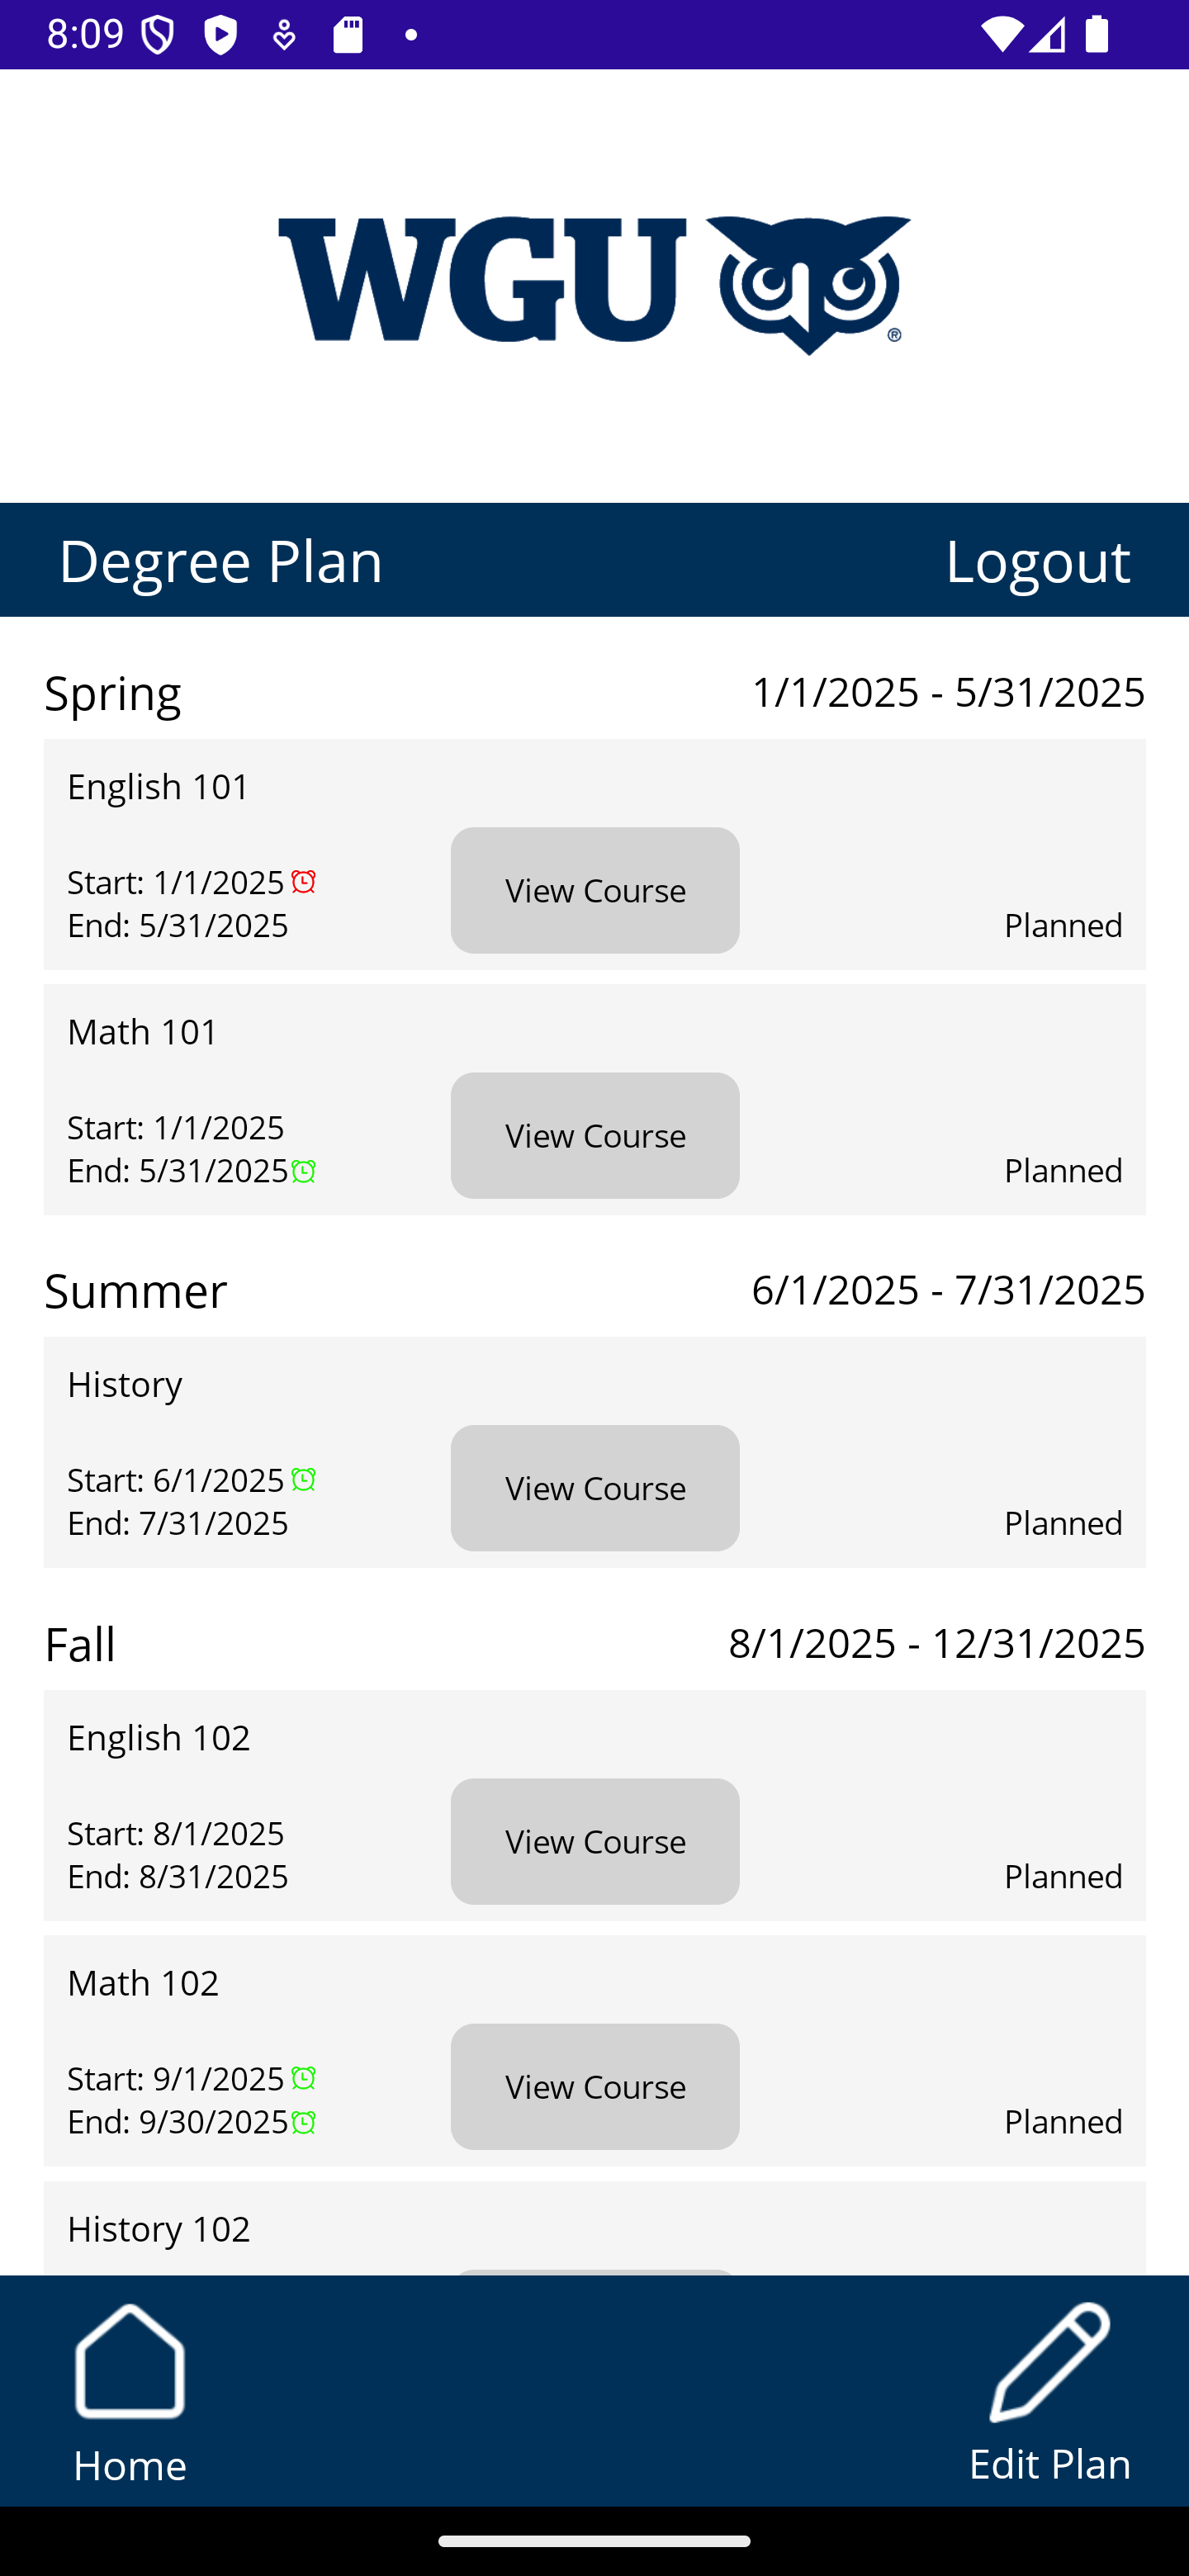 8:09
WGU
®
Degree Plan Logout
Spring 1/1/2025 - 5/31/2025
English 101
Start: 1/1/2025
View Course
End: 5/31/2025 Planned
Math 101
Start: 1/1/2025
View Course
End: 5/31/2025 Planned
Summer 6/1/2025 - 7/31/2025
History
Start: 6/1/2025
View Course
End: 7/31/2025 Planned
Fall 8/1/2025 - 12/31/2025
English 102
Start: 8/1/2025
View Course
End: 8/31/2025 Planned
Math 102
Start: 9/1/2025
View Course
End: 9/30/2025 Planned
History 102
Home Edit Plan